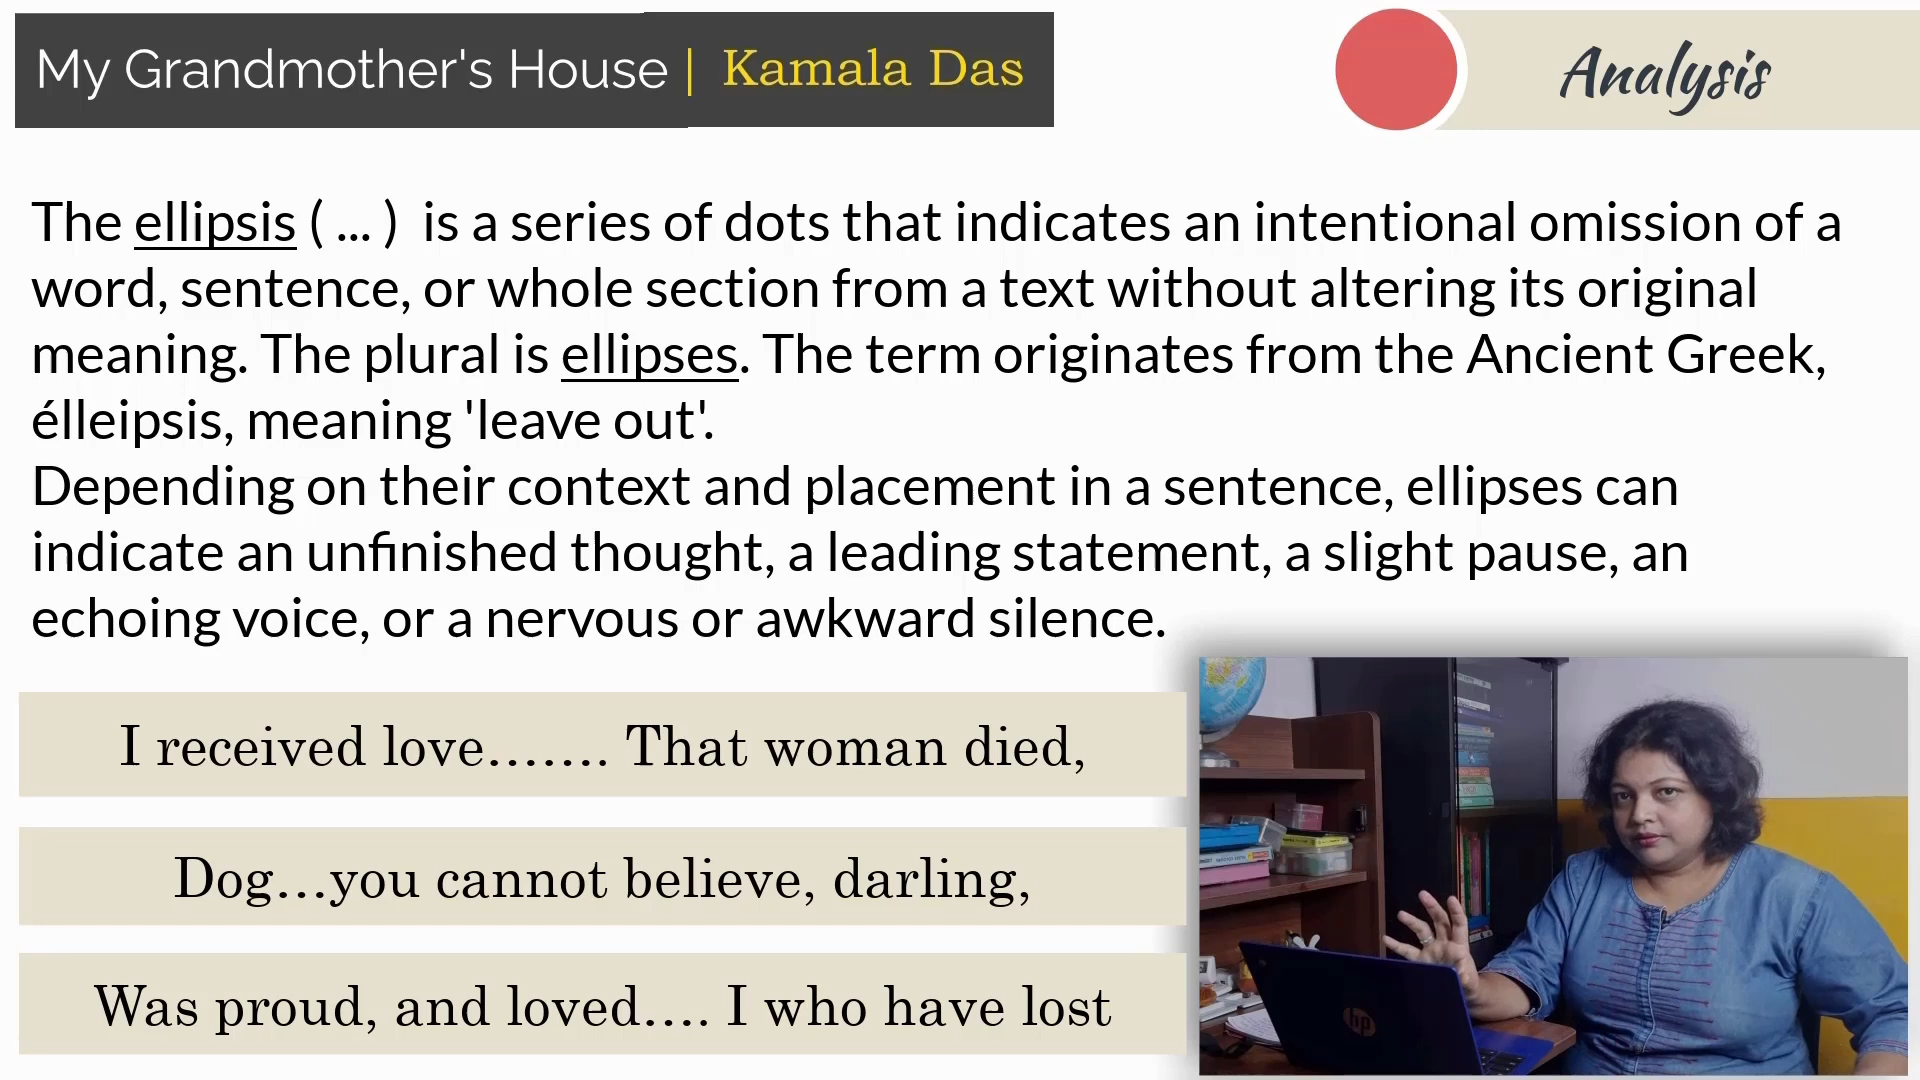 My Grandmother's House | Kamala Das
Analysis
The ellipsis ( ... ) is a series of dots that indicates an intentional omission of a
word, sentence, or whole section from a text without altering its original
meaning. The plural is ellipses. The term originates from the Ancient Greek,
élleipsis, meaning 'leave out'.
Depending on their context and placement in a sentence, ellipses can
indicate an unfinished thought, a leading statement, a slight pause, an
echoing voice, or a nervous or awkward silence.
I received love……. That woman died,
Dog…you cannot believe, darling,
Was proud, and loved…. I who have lost
hp